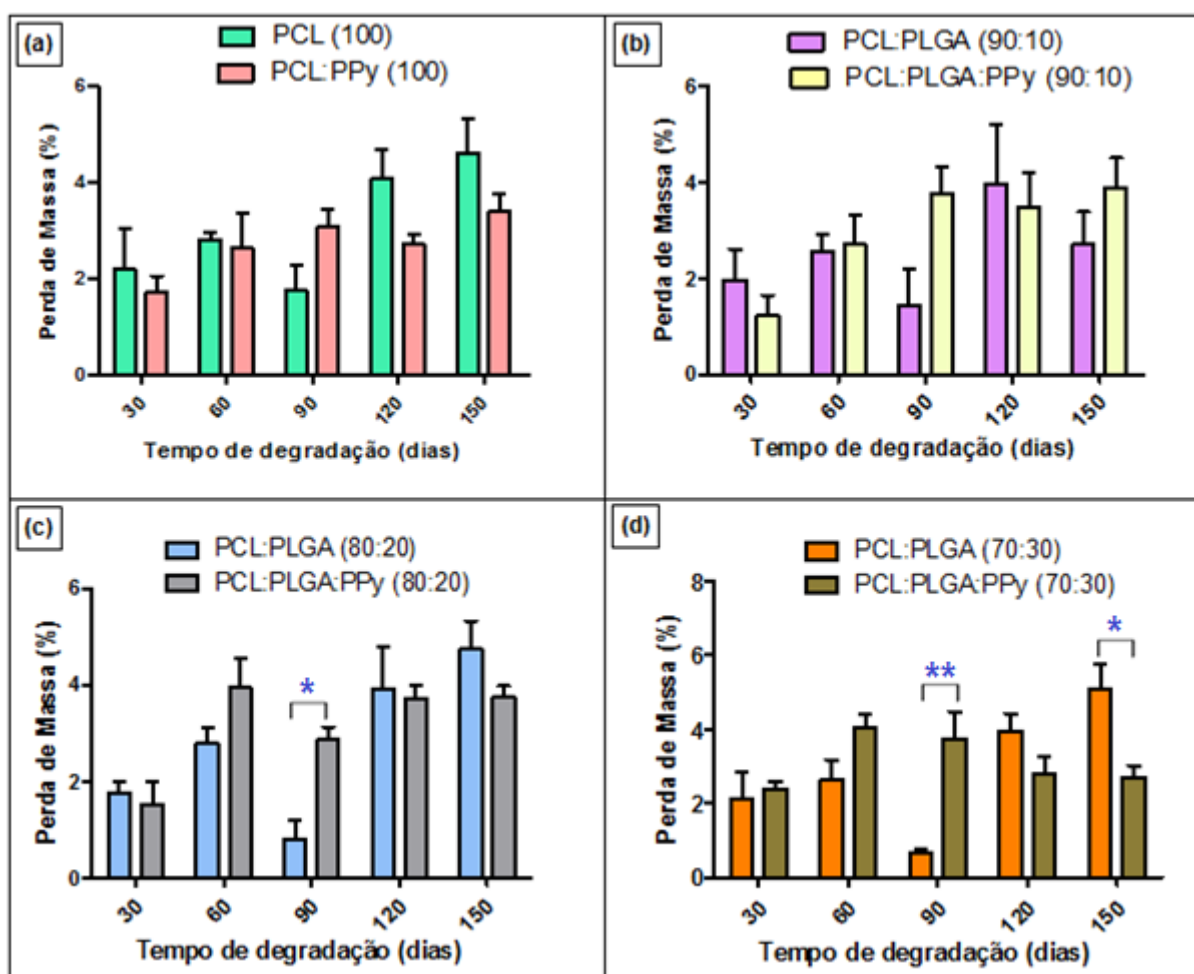 (a)
PCL (100)
PCL:PPy (100)
Perda de Massa (%)
6
4
2
0
30 60 90 120 150
Tempo de degradação (dias)
(b)
PCL:PLGA (90:10)
PCL:PLGA:PPy (90:10)
Perda de Massa (%)
6
4
2
0
30 60 90 120 150
Tempo de degradação (dias)
(c)
PCL:PLGA (80:20)
PCL:PLGA:PPy (80:20)
Perda de Massa (%)
6
4
2
0
*
30 60 90 120 150
Tempo de degradação (dias)
(d)
PCL:PLGA (70:30)
PCL:PLGA:PPy (70:30)
Perda de Massa (%)
8
6
4
2
0
**
*
30 60 90 120 150
Tempo de degradação (dias)